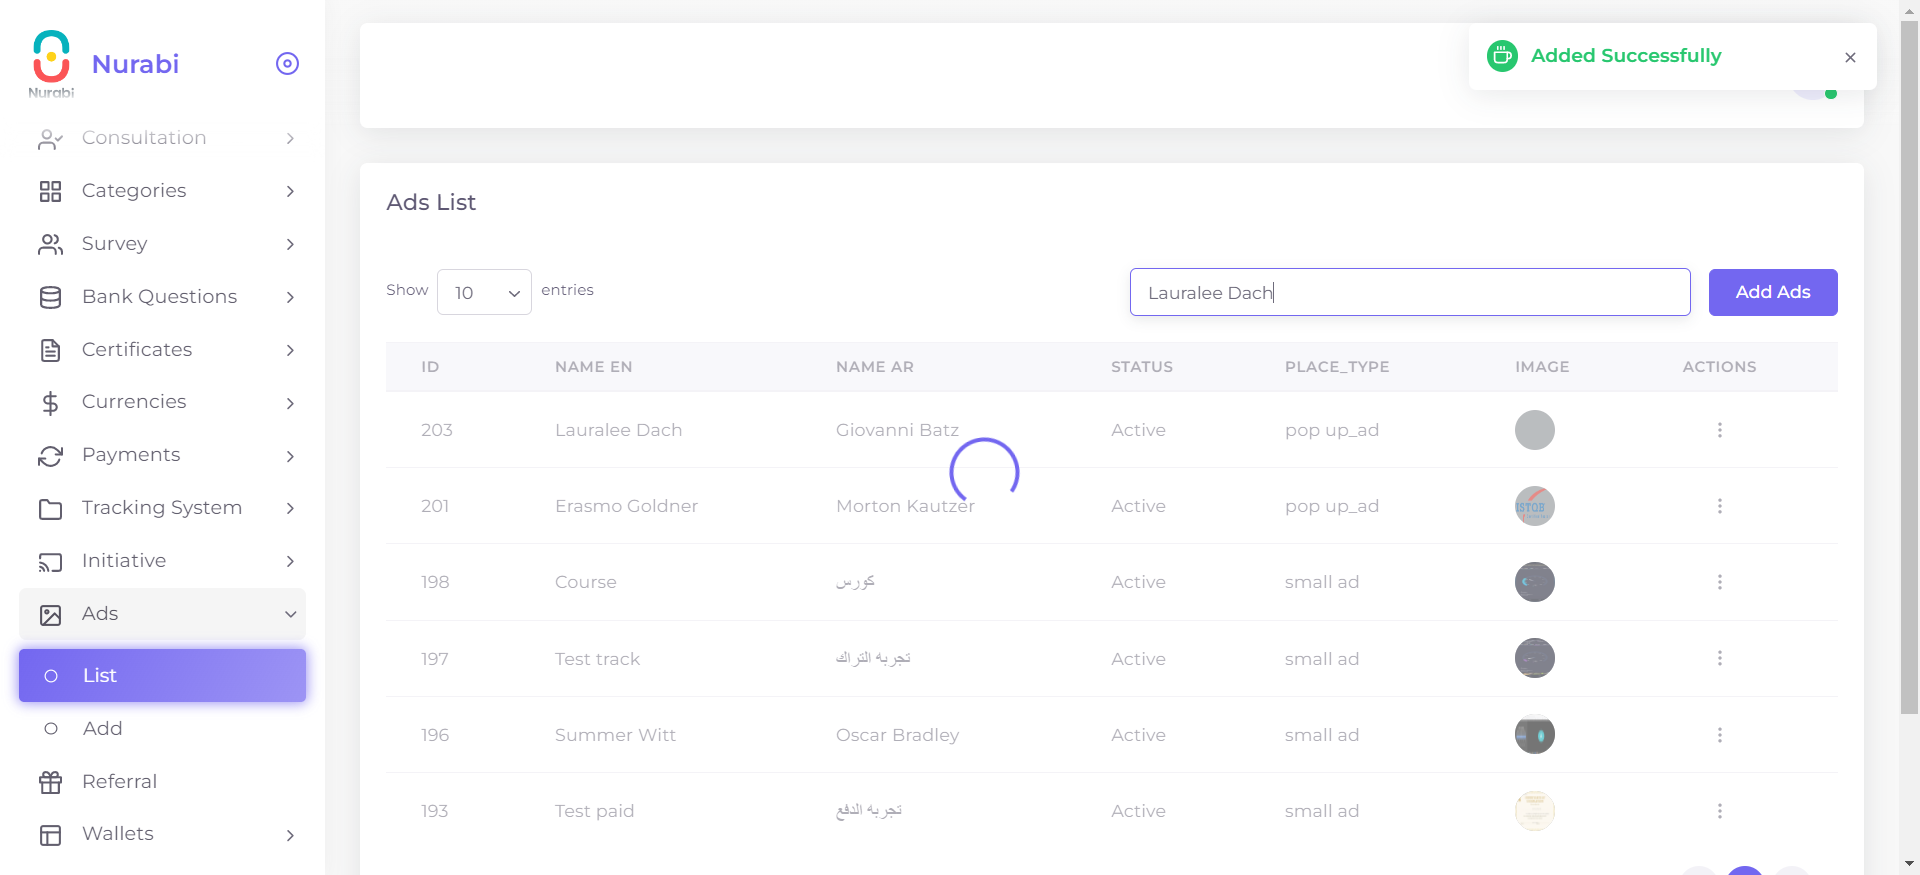 Nurabi
Nurabi
Consultation
Categories
Survey
Bank Questions
Certificates
Currencies
Payments
Tracking System
Initiative
Ads
List
Add
Referral
Wallets
Added Successfully
Ads List
Show 10 entries
Lauralee Dach
Add Ads
ID NAME EN NAME AR STATUS PLACE_TYPE IMAGE ACTIONS
203 Lauralee Dach Giovanni Batz Active pop up_ad
201 Erasmo Goldner Morton Kautzer Active pop up_ad ISTQB
198 Course كورس Active small ad
197 Test track تجربه التراك Active small ad
196 Summer Witt Oscar Bradley Active small ad
193 Test paid تجربه الدفع Active small ad